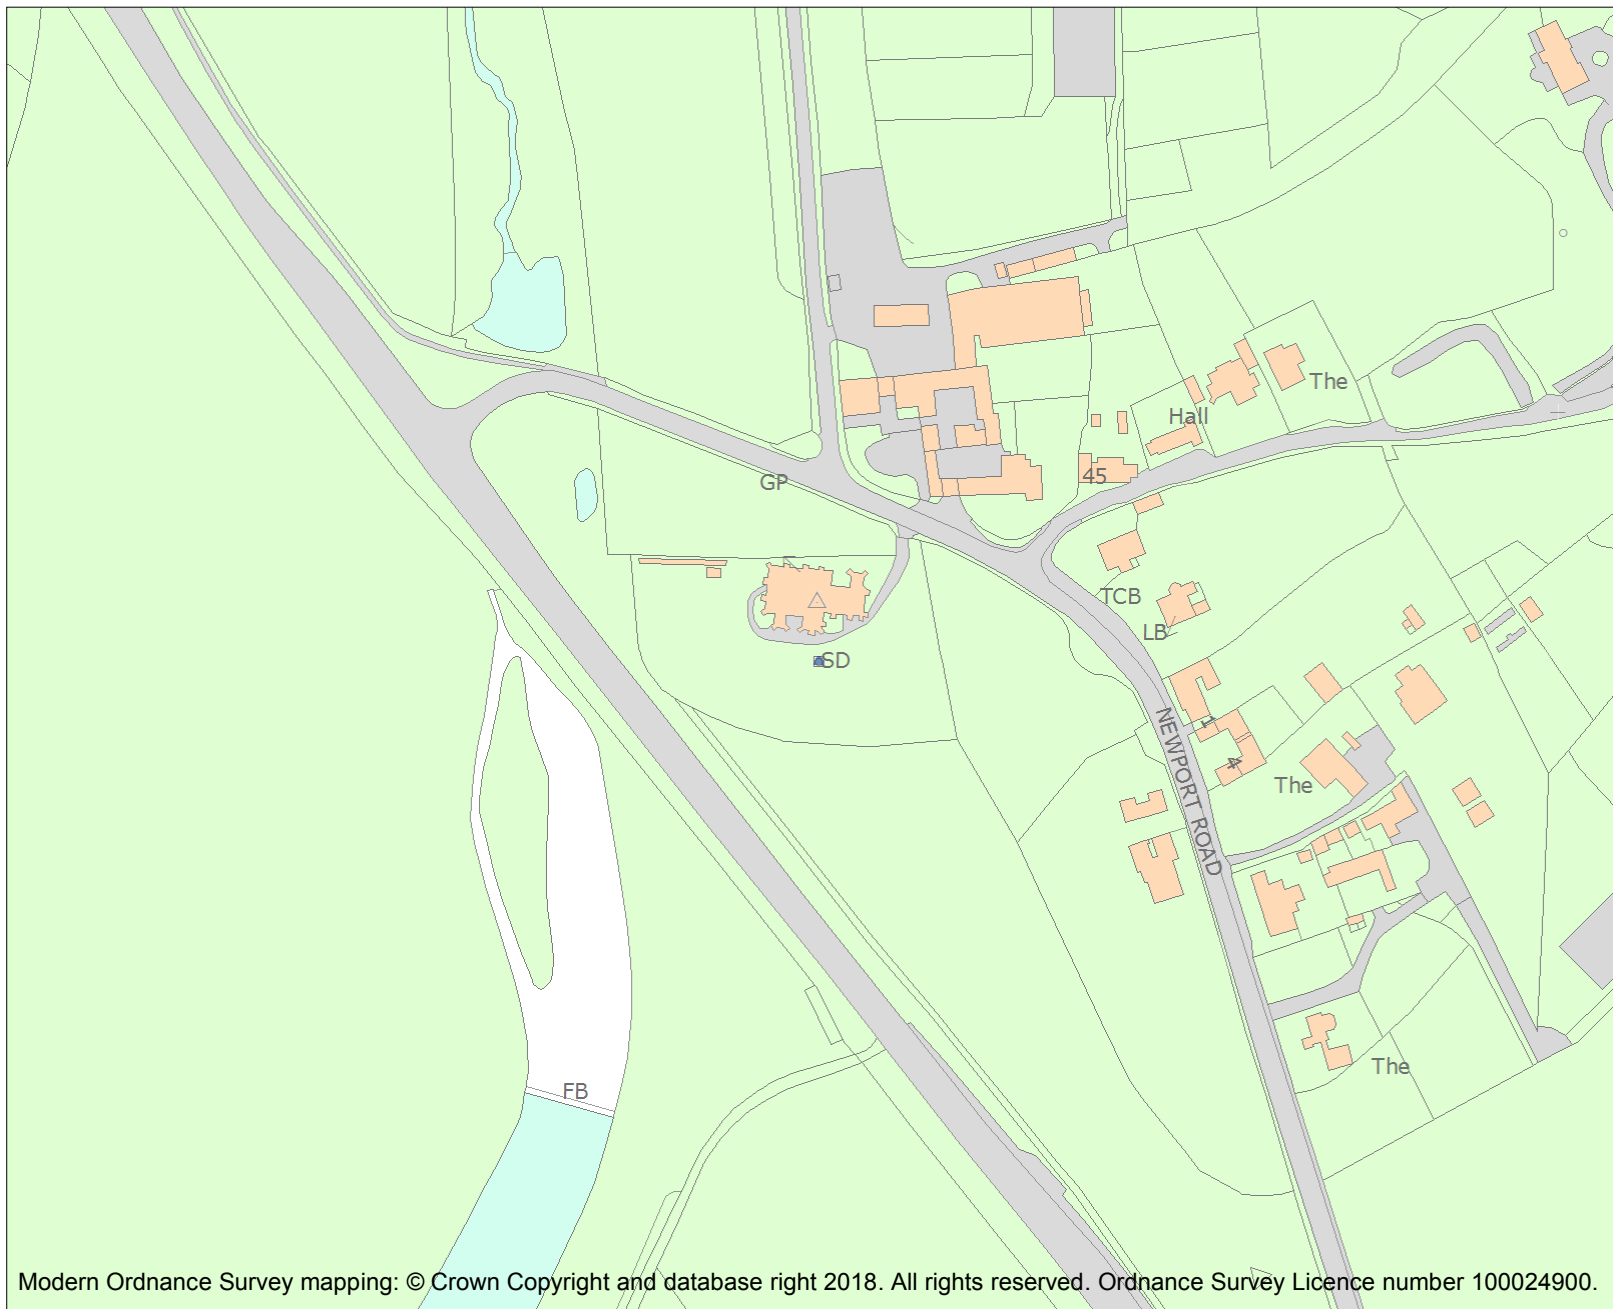 The
Hall
45
GP
TCB
LB
SD
1
NEWPORT ROAD
4
The
The
FB
Modern Ordnance Survey mapping: © Crown Copyright and database right 2018. All rights reserved. Ordnance Survey Licence number 100024900.